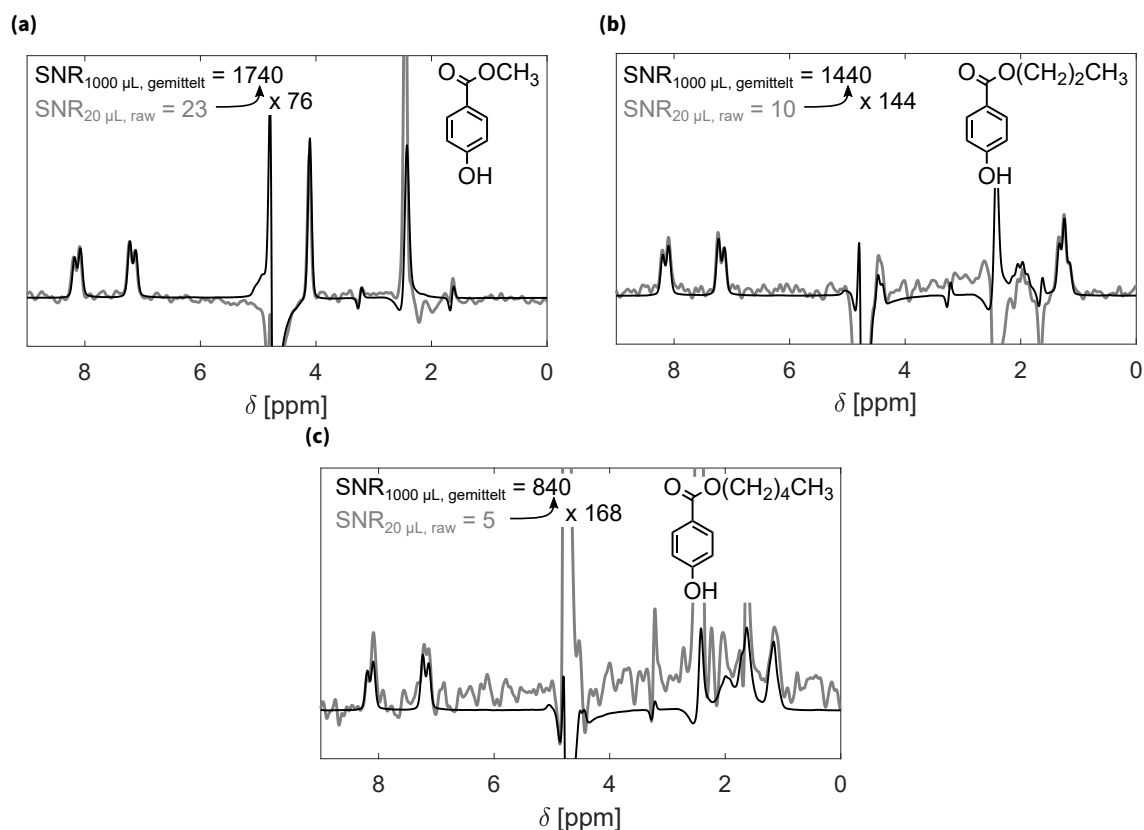 (a)
SNR1000 µL, gemittelt = 1740
SNR20 µL, raw = 23
x 76
O
OCH3
OH
8 6 4 2 0
δ [ppm]
(b)
SNR1000 µL, gemittelt = 1440
SNR20 µL, raw = 10
x 144
O
O(CH2)2CH3
OH
8 6 4 2 0
δ [ppm]
(c)
SNR1000 µL, gemittelt = 840
SNR20 µL, raw = 5
x 168
O
O(CH2)4CH3
OH
8 6 4 2 0
δ [ppm]